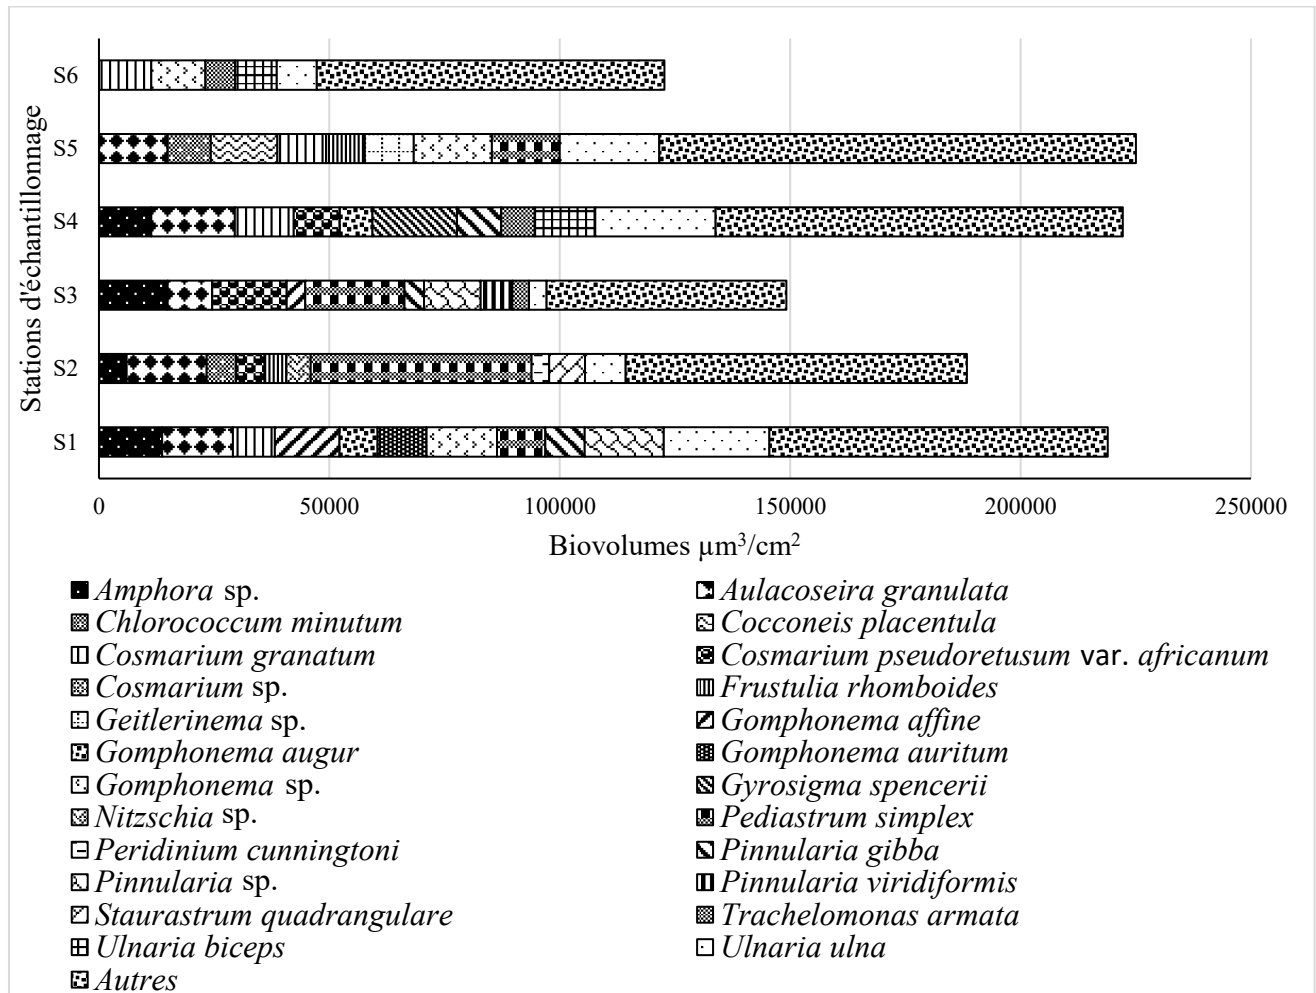 Stations d'échantillonnage
S6
S5
S4
S3
S2
S1
0 50000 100000 150000 200000 250000
Biovolumes µm³/cm²
Amphora sp.
Aulacoseira granulata
Chlorococcum minutum
Cocconeis placentula
Cosmarium granatum
Cosmarium pseudoretusum var. africanum
Cosmarium sp.
Frustulia rhomboides
Geitlerinema sp.
Gomphonema affine
Gomphonema augur
Gomphonema auritum
Gomphonema sp.
Gyrosigma spencerii
Nitzschia sp.
Pediastrum simplex
Peridinium cunningtoni
Pinnularia gibba
Pinnularia sp.
Pinnularia viridiformis
Staurastrum quadrangulare
Trachelomonas armata
Ulnaria biceps
Ulnaria ulna
Autres